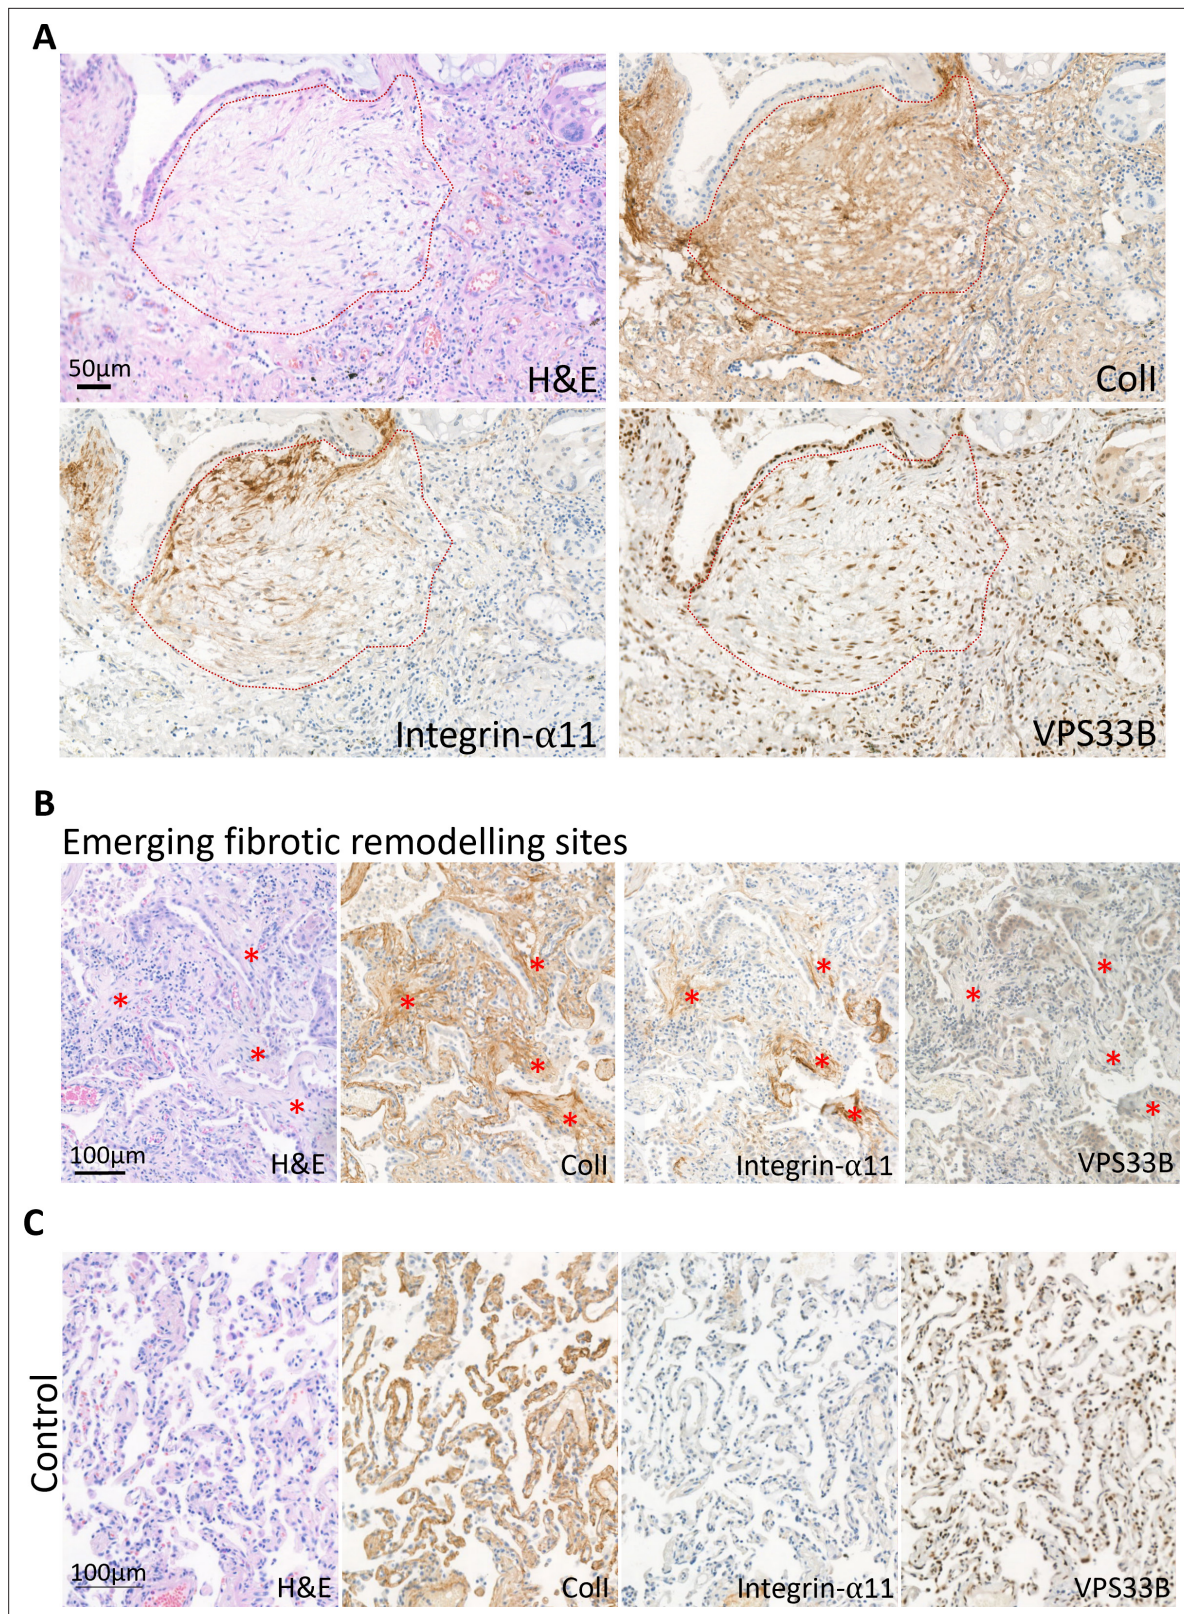 A
50μm
H&E
ColI
Integrin-α11
VPS33B
B
Emerging fibrotic remodelling sites
* * * *
* * * *
* * * *
* * * *
100μm
H&E
ColI
Integrin-α11
VPS33B
C
Control
100μm
H&E
ColI
Integrin-α11
VPS33B